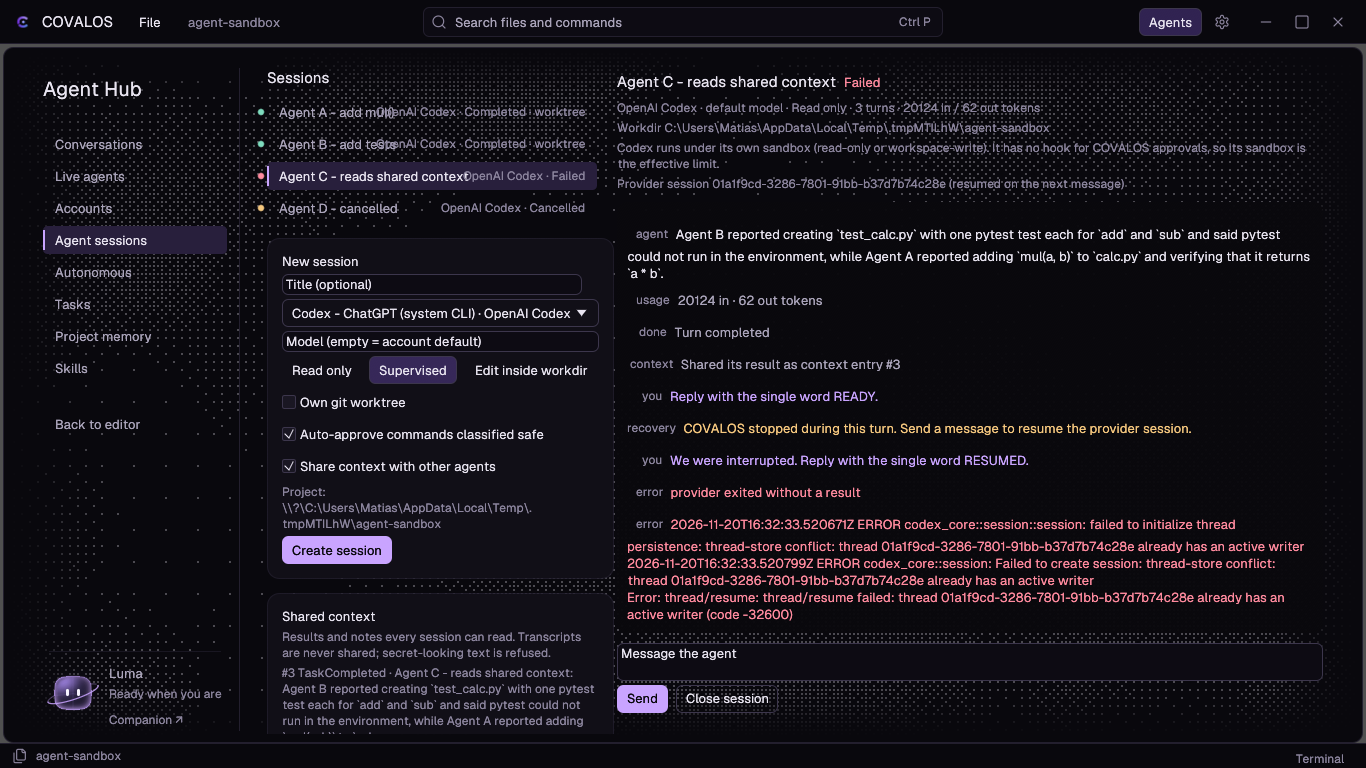 COVALOS File agent-sandbox Search files and commands Ctrl P Agents
Agent Hub
Conversations
Live agents
Accounts
Agent sessions
Autonomous
Tasks
Project memory
Skills
Back to editor
Luma
Ready when you are
Companion ↗
Sessions
Agent A - add mul() OpenAI Codex · Completed · worktree
Agent B - add tests OpenAI Codex · Completed · worktree
Agent C - reads shared context OpenAI Codex · Failed
Agent D - cancelled OpenAI Codex · Cancelled
New session
Title (optional)
Codex - ChatGPT (system CLI) · OpenAI Codex ▼
Model (empty = account default)
Read only Supervised Edit inside workdir
Own git worktree
Auto-approve commands classified safe
Share context with other agents
Project:
\\?\C:\Users\Matias\AppData\Local\Temp\.
tmpMTILhW\agent-sandbox
Create session
Shared context
Results and notes every session can read. Transcripts
are never shared; secret-looking text is refused.
#3 TaskCompleted · Agent C - reads shared context:
Agent B reported creating `test_calc.py` with one pytest
test each for `add` and `sub` and said pytest could not
run in the environment, while Agent A reported adding
Agent C - reads shared context Failed
OpenAI Codex · default model · Read only · 3 turns · 20124 in / 62 out tokens
Workdir C:\Users\Matias\AppData\Local\Temp\.tmpMTILhW\agent-sandbox
Codex runs under its own sandbox (read-only or workspace-write). It has no hook for COVALOS approvals, so its sandbox is
the effective limit.
Provider session 01a1f9cd-3286-7801-91bb-b37d7b74c28e (resumed on the next message)
agent Agent B reported creating `test_calc.py` with one pytest test each for `add` and `sub` and said pytest
could not run in the environment, while Agent A reported adding `mul(a, b)` to `calc.py` and verifying that it returns
`a * b`.
usage 20124 in · 62 out tokens
done Turn completed
context Shared its result as context entry #3
you Reply with the single word READY.
recovery COVALOS stopped during this turn. Send a message to resume the provider session.
you We were interrupted. Reply with the single word RESUMED.
error provider exited without a result
error 2026-11-20T16:32:33.520671Z ERROR codex_core::session::session: failed to initialize thread
persistence: thread-store conflict: thread 01a1f9cd-3286-7801-91bb-b37d7b74c28e already has an active writer
2026-11-20T16:32:33.520799Z ERROR codex_core::session: Failed to create session: thread-store conflict:
thread 01a1f9cd-3286-7801-91bb-b37d7b74c28e already has an active writer
Error: thread/resume: thread/resume failed: thread 01a1f9cd-3286-7801-91bb-b37d7b74c28e already has an
active writer (code -32600)
Message the agent
Send Close session
agent-sandbox Terminal